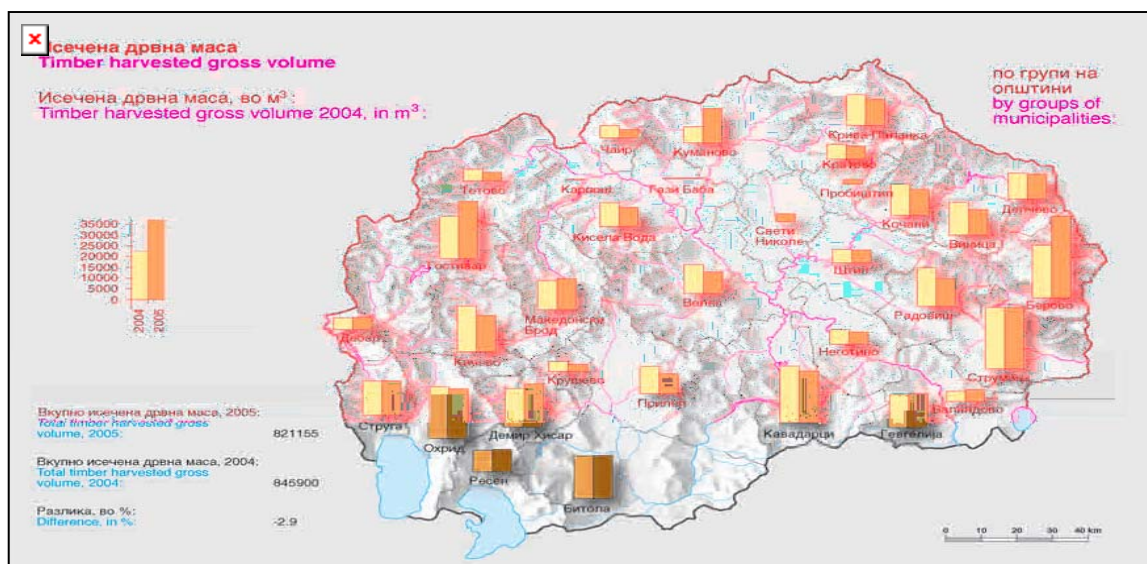 Исечена дрвна маса
Timber harvested gross volume
Исечена дрвна маса, во м³:
Timber harvested gross volume 2004, in m³:
по групи на
општини
by groups of
municipalities:
Крива Паланка
Чаир
Куманово
Кратово
Тетово
Карпош
Гази Баба
Пробиштип
Делчево
Кочани
Виница
Кисела Вода
Свети
Николе
Гостивар
Штип
Берово
Велес
Радовиш
Македонски
Брод
Дебар
Неготино
Кичево
Крушево
Струмица
Прилеп
Валандово
Струга
Охрид
Демир Хисар
Кавадарци
Гевгелија
Ресен
Битола
35000
30000
25000
20000
15000
10000
5000
0
2004
2005
Вкупно исечена дрвна маса, 2005:
Total timber harvested gross
volume, 2005: 821155
Вкупно исечена дрвна маса, 2004:
Total timber harvested gross
volume, 2004: 845900
Разлика, во %:
Difference, in %: -2.9
0 10 20 30 40 km